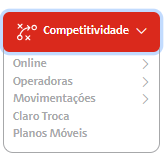 Competitividade
Online
Operadoras
Movimentações
Claro Troca
Planos Móveis